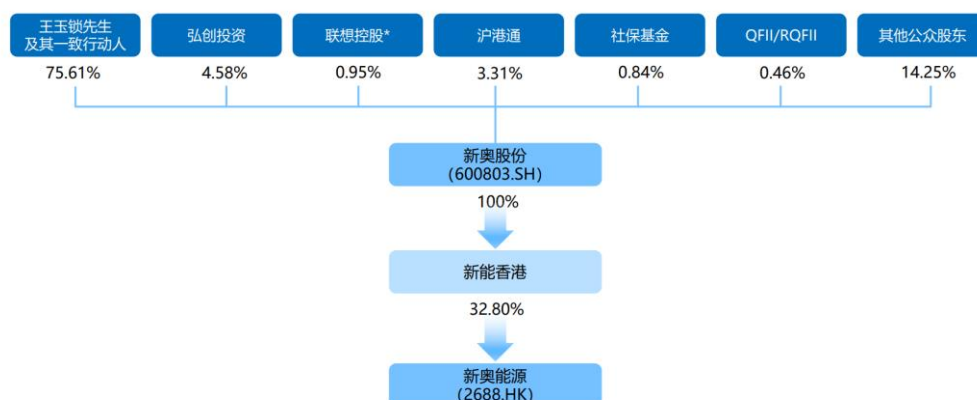 王玉锁先生
及其一致行动人
弘创投资
联想控股*
沪港通
社保基金
QFII/RQFII
其他公众股东
75.61%
4.58%
0.95%
3.31%
0.84%
0.46%
14.25%
新奥股份
(600803.SH)
100%
新能香港
32.80%
新奥能源
(2688.HK)